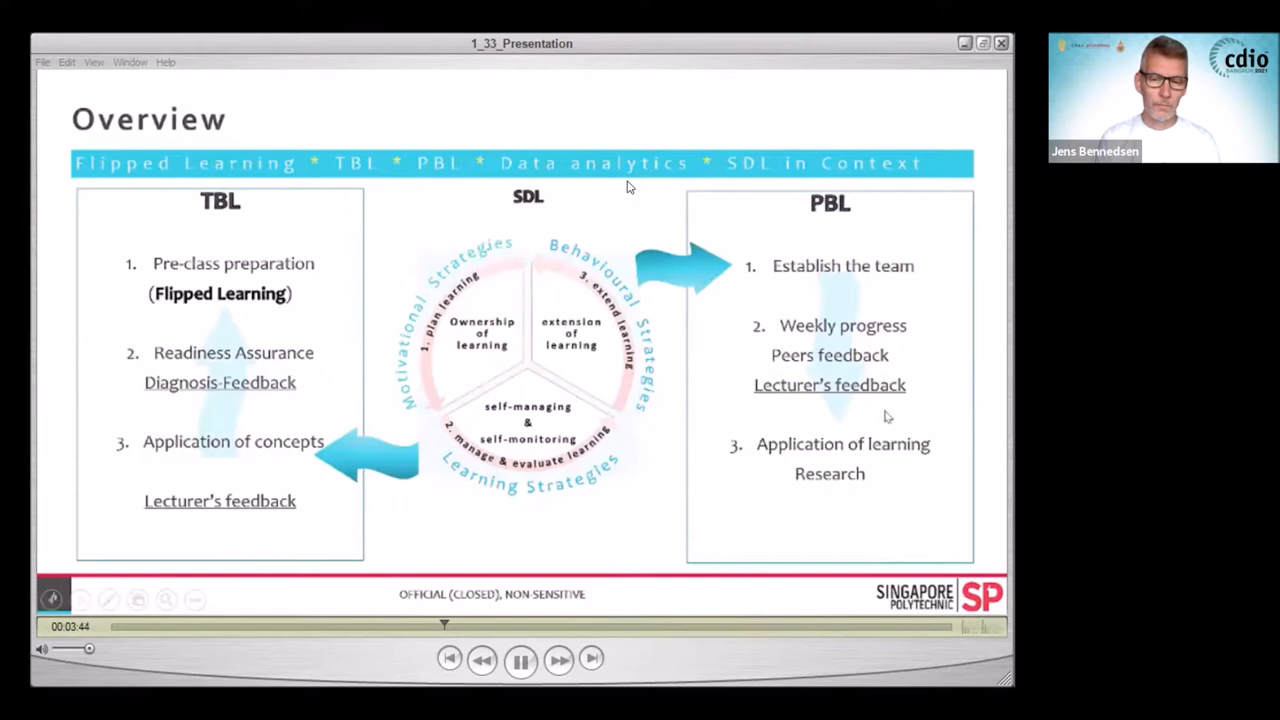 1_33_Presentation
File Edit View Window Help
Overview
Flipped Learning * TBL * PBL * Data analytics * SDL in Context
TBL
1. Pre-class preparation
(Flipped Learning)
2. Readiness Assurance
Diagnosis-Feedback
3. Application of concepts
Lecturer's feedback
SDL
Motivational Strategies
Behavioural Strategies
1. plan learning
3. extend learning
Ownership
of
learning
extension
of
learning
self-managing
&
self-monitoring
2. manage & evaluate learning
Learning Strategies
PBL
1. Establish the team
2. Weekly progress
Peers feedback
Lecturer's feedback
3. Application of learning
Research
OFFICIAL (CLOSED), NON-SENSITIVE
SINGAPORE
POLYTECHNIC
SP
00:03:44
cdio
BANGKOK 2021
Jens Bennedsen